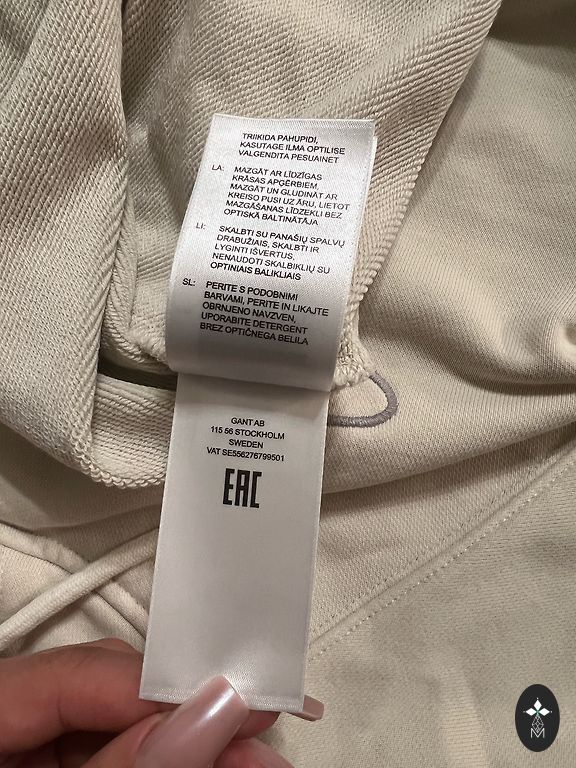 TRIIKIDA PAHUPIDI,
KASUTAGE ILMA OPTILISE
VALGENDITA PESUAINET
LA: MAZGĀT AR LĪDZĪGAS
KRĀSAS APĢĒRBIEM,
MAZGĀT UN GLUDINĀT AR
KREISO PUSI UZ ĀRU, LIETOT
MAZGĀŠANAS LĪDZEKLI BEZ
OPTISKĀ BALTINĀTĀJA
LI: SKALBTI SU PANAŠIŲ SPALVŲ
DRABUŽIAIS, SKALBTI IR
LYGINTI IŠVERTUS,
NENAUDOTI SKALBIKLIŲ SU
OPTINIAIS BALIKLIAIS
SL: PERITE S PODOBNIMI
BARVAMI, PERITE IN LIKAJTE
OBRNJENO NAVZVEN,
UPORABITE DETERGENT
BREZ OPTIČNEGA BELILA
GANT AB
115 56 STOCKHOLM
SWEDEN
VAT SE556276799501
EAC
M